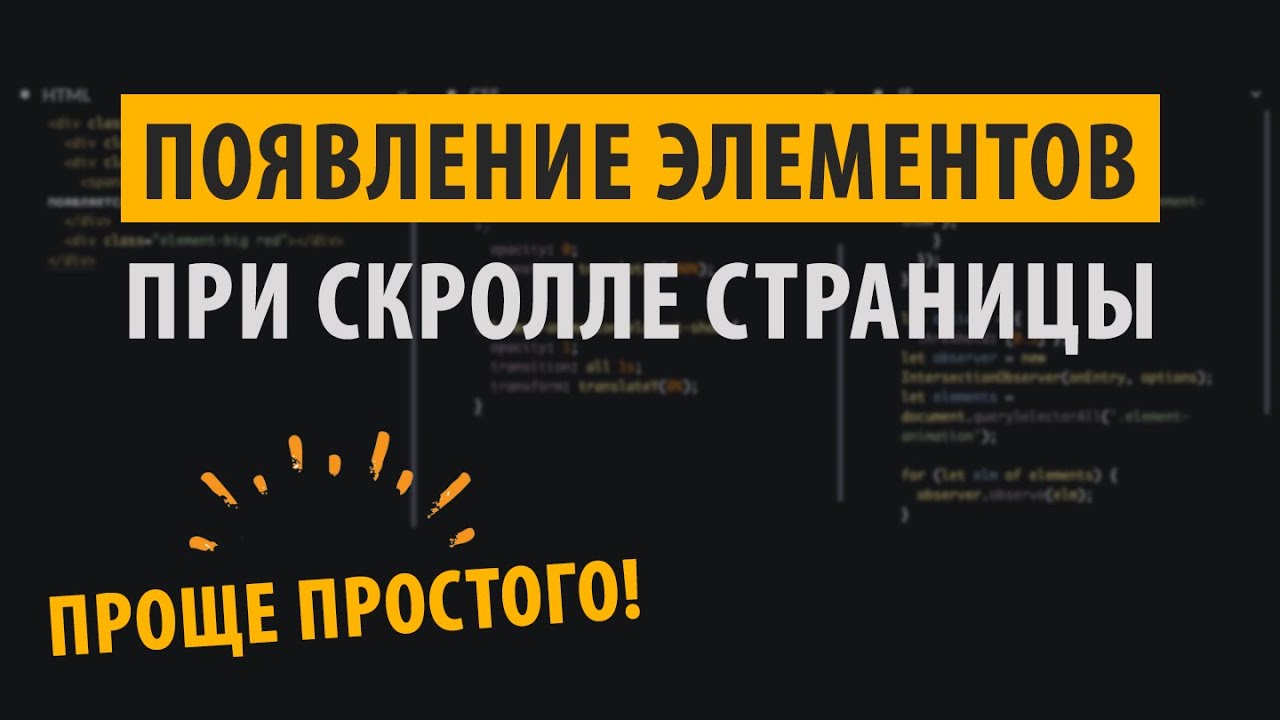 HTML
ПОЯВЛЕНИЕ ЭЛЕМЕНТОВ
<div class="element-big red"></div>
</div>
opacity: 0;
ПРИ СКРОЛЛЕ СТРАНИЦЫ
opacity: 1;
transition: all 1s;
transform: translateY(0%);
}
let observer = new
IntersectionObserver(onEntry, options);
let elements =
document.querySelectorAll('.element-
animation');
for (let elm of elements) {
observer.observe(elm);
}
ПРОЩЕ ПРОСТОГО!